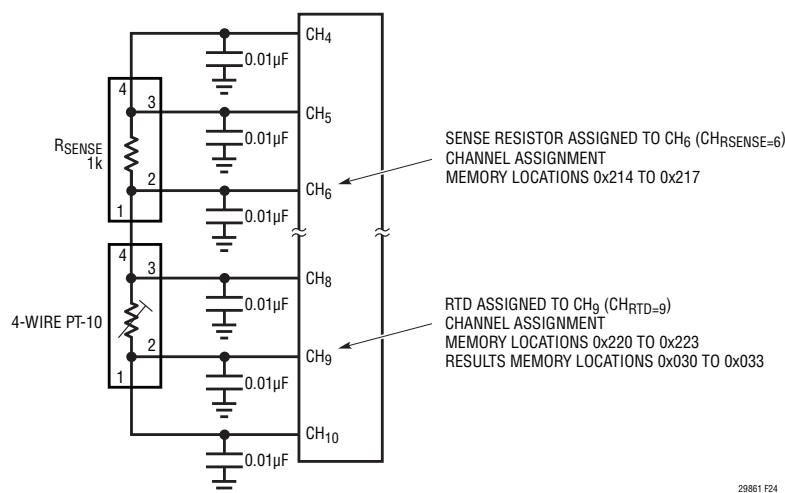 CH4
0.01µF
4
3
CH5
0.01µF
RSENSE
1k
2
CH6
1
0.01µF
SENSE RESISTOR ASSIGNED TO CH6 (CHRSENSE=6)
CHANNEL ASSIGNMENT
MEMORY LOCATIONS 0x214 TO 0x217
4
3
CH8
0.01µF
4-WIRE PT-10
2
CH9
1
0.01µF
RTD ASSIGNED TO CH9 (CHRTD=9)
CHANNEL ASSIGNMENT
MEMORY LOCATIONS 0x220 TO 0x223
RESULTS MEMORY LOCATIONS 0x030 TO 0x033
CH10
0.01µF
29861 F24